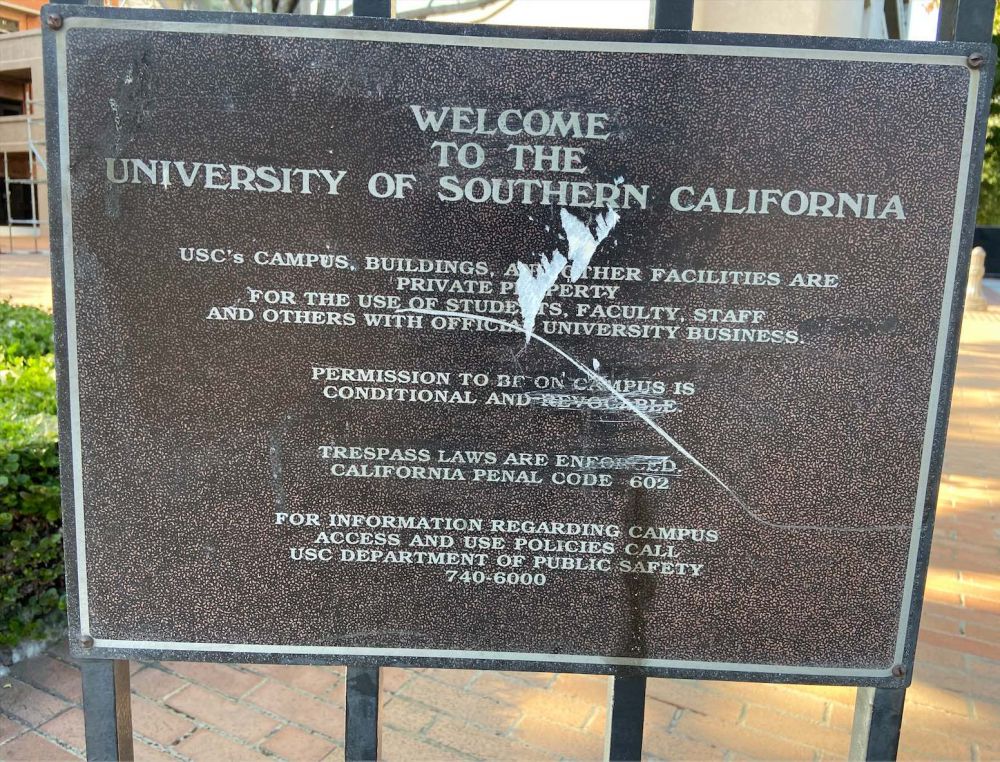 WELCOME
TO THE
UNIVERSITY OF SOUTHERN CALIFORNIA
USC's CAMPUS, BUILDINGS, AND OTHER FACILITIES ARE
PRIVATE PROPERTY
FOR THE USE OF STUDENTS, FACULTY, STAFF
AND OTHERS WITH OFFICIAL UNIVERSITY BUSINESS.
PERMISSION TO BE ON CAMPUS IS
CONDITIONAL AND REVOCABLE
TRESPASS LAWS ARE ENFORCED.
CALIFORNIA PENAL CODE 602
FOR INFORMATION REGARDING CAMPUS
ACCESS AND USE POLICIES CALL
USC DEPARTMENT OF PUBLIC SAFETY
740-6000